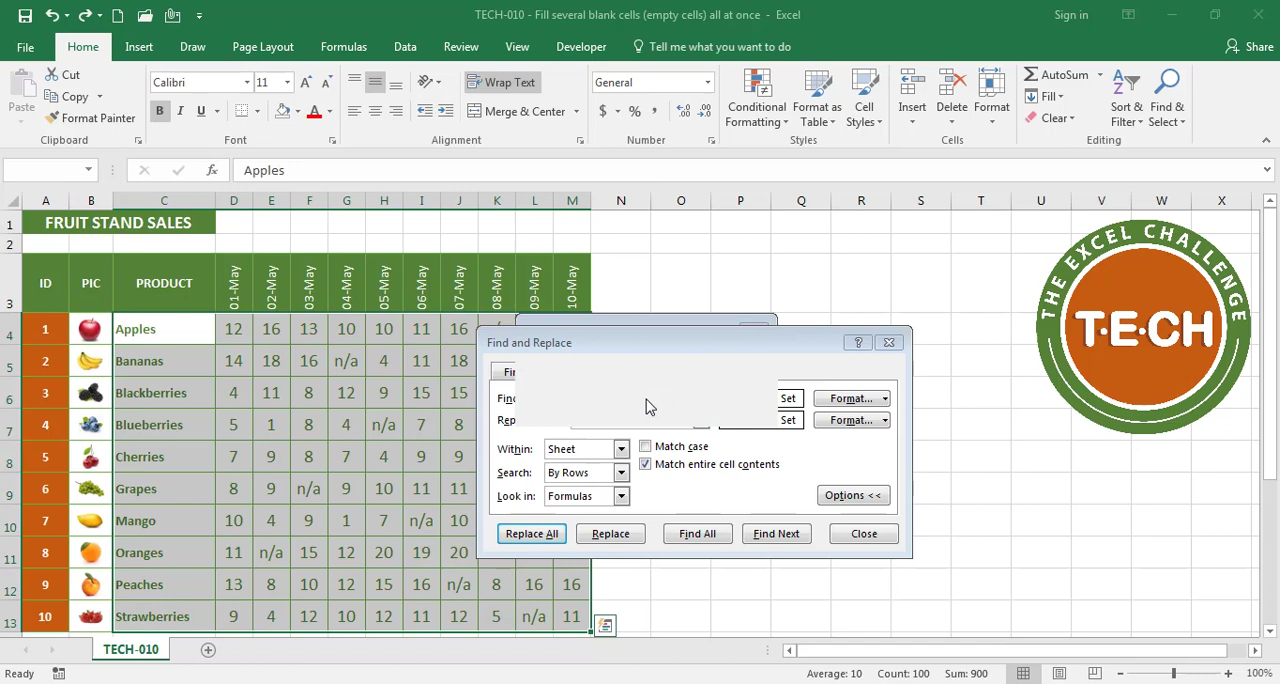 TECH-010 - Fill several blank cells (empty cells) all at once - Excel
Sign in
File Home Insert Draw Page Layout Formulas Data Review View Developer Tell me what you want to do Share
Paste
Cut
Copy
Format Painter
Clipboard
Calibri 11
B I U
Font
Wrap Text
Merge & Center
Alignment
General
$ % ,
Number
Conditional Formatting
Format as Table
Cell Styles
Styles
Insert Delete Format
Cells
AutoSum
Fill
Clear
Sort & Filter
Find & Select
Editing
fx Apples
A B C D E F G H I J K L M N O P Q R S T U V W X
1 FRUIT STAND SALES
2
3 ID PIC PRODUCT 01-May 02-May 03-May 04-May 05-May 06-May 07-May 08-May 09-May 10-May
4 1 Apples 12 16 13 10 10 11 16
5 2 Bananas 14 18 16 n/a 4 11 18
6 3 Blackberries 4 11 8 12 9 15 15
7 4 Blueberries 5 1 8 4 n/a 7 8
8 5 Cherries 7 9 8 7 4 9 9
9 6 Grapes 8 9 n/a 9 10 11 11
10 7 Mango 10 4 9 1 7 n/a 10
11 8 Oranges 11 n/a 15 12 20 19 20
12 9 Peaches 13 8 10 12 15 16 n/a 8 16 16
13 10 Strawberries 9 4 12 10 12 11 12 5 n/a 11
Find and Replace
?
Set Format...
Set Format...
Within: Sheet
Match case
Search: By Rows
Match entire cell contents
Look in: Formulas
Options <<
Replace All Replace Find All Find Next Close
THE EXCEL CHALLENGE
T·E·CH
TECH-010
Ready
Average: 10 Count: 100 Sum: 900
100%